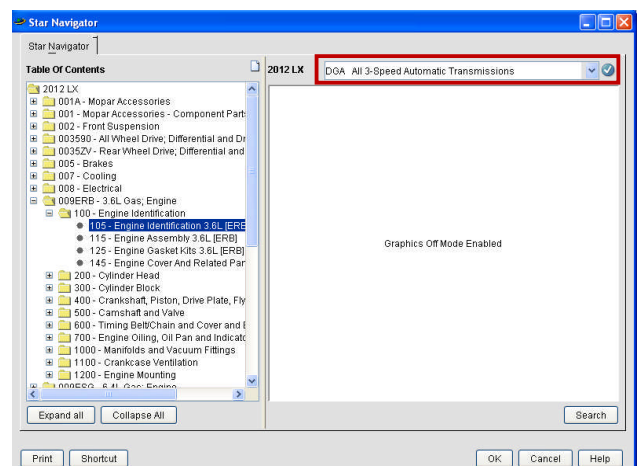 Star Navigator
Star Navigator
Table Of Contents
2012 LX
001A - Mopar Accessories
001 - Mopar Accessories - Component Part
002 - Front Suspension
003590 - All Wheel Drive; Differential and Dr
0035ZV - Rear Wheel Drive; Differential and
005 - Brakes
007 - Cooling
008 - Electrical
009ERB - 3.6L Gas; Engine
100 - Engine Identification
105 - Engine Identification 3.6L [ERB
115 - Engine Assembly 3.6L [ERB]
125 - Engine Gasket Kits 3.6L [ERB]
145 - Engine Cover And Related Par
200 - Cylinder Head
300 - Cylinder Block
400 - Crankshaft, Piston, Drive Plate, Fly
500 - Camshaft and Valve
600 - Timing Belt/Chain and Cover and
700 - Engine Oiling, Oil Pan and Indicato
1000 - Manifolds and Vacuum Fittings
1100 - Crankcase Ventilation
1200 - Engine Mounting
009ESG - 6.4L Gas; Engine
Expand all
Collapse All
2012 LX
DGA All 3-Speed Automatic Transmissions
Graphics Off Mode Enabled
Search
Print
Shortcut
OK
Cancel
Help